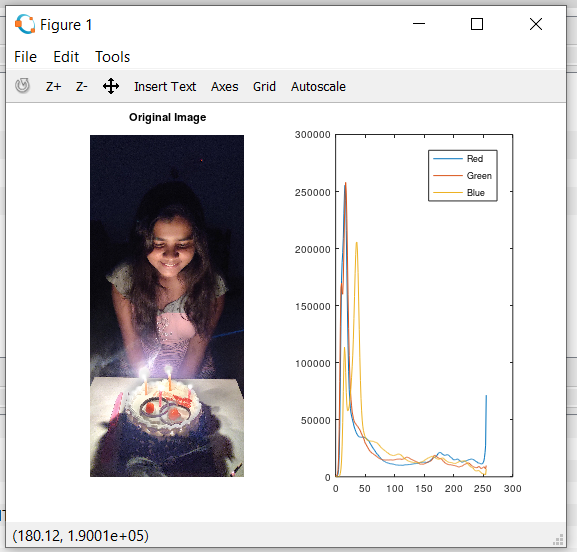 Figure 1
File Edit Tools
Z+ Z- Insert Text Axes Grid Autoscale
Original Image
300000
250000
200000
150000
100000
50000
0
0 50 100 150 200 250 300
Red
Green
Blue
(180.12, 1.9001e+05)